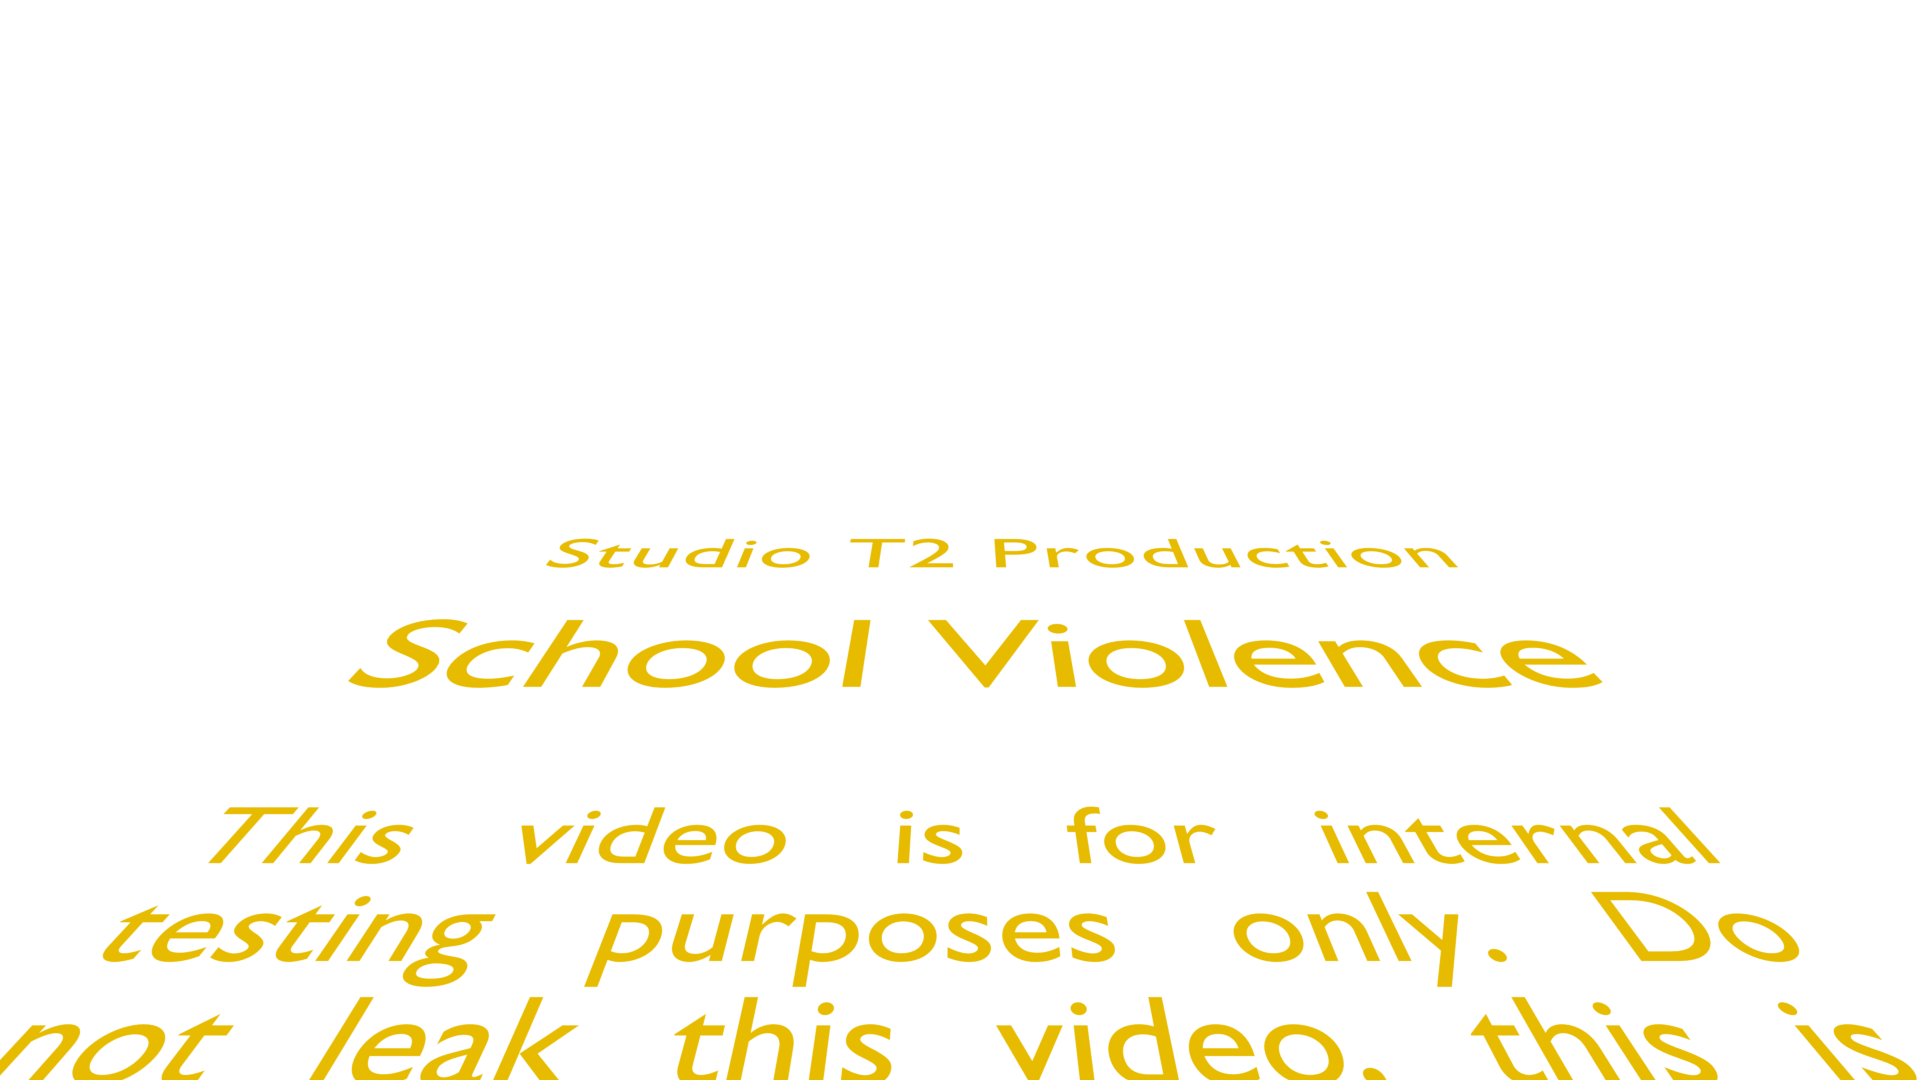 Studio T2 Production
School Violence
This video is for internal
testing purposes only. Do
not leak this video, this is